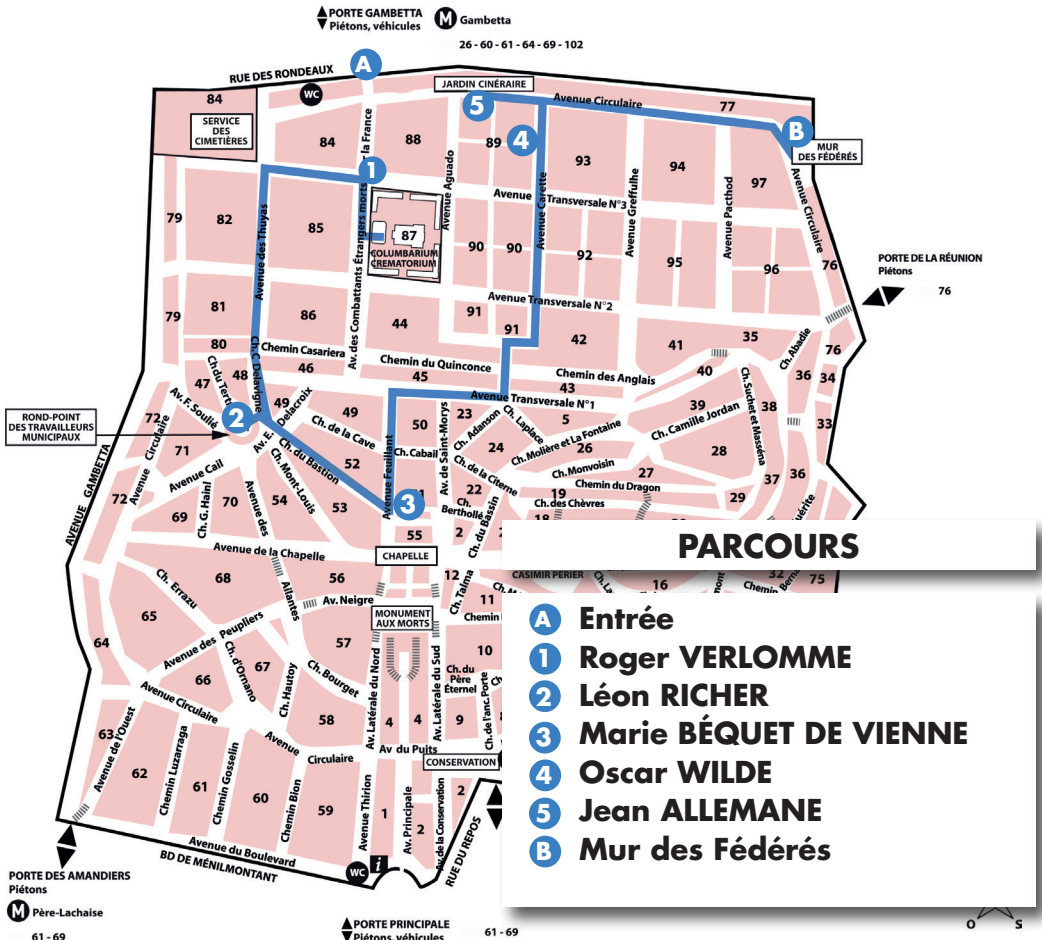 PORTE GAMBETTA
Piétons, véhicules
M Gambetta
26 - 60 - 61 - 64 - 69 - 102
A
RUE DES RONDEAUX
WC
JARDIN CINÉRAIRE
84
SERVICE
DES
CIMETIÈRES
84
88
5
89
4
Avenue Circulaire
77
B
MUR
DES FÉDÉRÉS
93
94
97
1
79
82
85
Avenue des Thuyas
Av. des Combattants Étrangers morts
la France
87
COLUMBARIUM
CREMATORIUM
Avenue Aguado
Avenue
Transversale N°3
Avenue Carette
Avenue Greffulhe
Avenue Pacthod
Avenue Circulaire
90
90
92
95
96
76
PORTE DE LA RÉUNION
Piétons
76
79
81
86
44
91
91
Avenue Transversale N°2
42
41
35
76
80
Chemin Casariera
Chemin du Quinconce
Chemin des Anglais
Ch. Abadie
47
Ch du Tertre
48
Ch. C. Delavigne
46
45
43
40
36
34
Avenue Transversale N°1
ROND-POINT
DES TRAVAILLEURS
MUNICIPAUX
2
72
Av. F. Soulié
49
Av. E. Delacroix
49
Ch. de la Cave
50
23
Ch. Adanson
Ch. Laplace
5
39
Ch. Camille Jordan
Ch. Suchet et Masséna
38
33
71
Avenue Circulaire
AVENUE GAMBETTA
Avenue Cail
Ch. du Bastion
52
Avenue Feuillant
Ch. Cabail
Av. de Saint-Morys
24
Ch. Molière et La Fontaine
26
28
Ch. de la Citerne
Ch. Monvoisin
27
Chemin du Dragon
37
36
72
69
Ch. G. Hainl
70
Avenue des
Ailantes
54
Ch. Mont-Louis
53
3
22
Ch.
Berthollet
19
Ch. des Chèvres
18
29
55
2
Ch. du Bassin
Avenue de la Chapelle
CHAPELLE
68
56
Ch. Errazu
65
Av. Neigre
12
Ch. Talma
11
CASIMIR PERIER
16
32
75
64
Avenue des Peupliers
57
MONUMENT
AUX MORTS
Chemin
10
66
Ch. d'Ornano
67
Ch. Hautoy
Ch. Bourget
Av. Latérale du Nord
Av. Latérale du Sud
Ch. du
Père
Éternel
Ch. de l'anc. Porte
Avenue Circulaire
58
4
4
9
63
Avenue de l'Ouest
Avenue
Circulaire
Av du Puits
CONSERVATION
62
Chemin Luzarraga
61
Chemin Gosselin
60
Chemin Bion
59
Avenue Thirion
1
Av. Principale
2
Av. de la Conservation
2
RUE DU REPOS
Avenue du Boulevard
BD DE MÉNILMONTANT
WC
i
PORTE DES AMANDIERS
Piétons
M Père-Lachaise
61 - 69
PORTE PRINCIPALE
Piétons, véhicules
61 - 69
PARCOURS
A Entrée
1 Roger VERLOMME
2 Léon RICHER
3 Marie BÉQUET DE VIENNE
4 Oscar WILDE
5 Jean ALLEMANE
B Mur des Fédérés
O
S